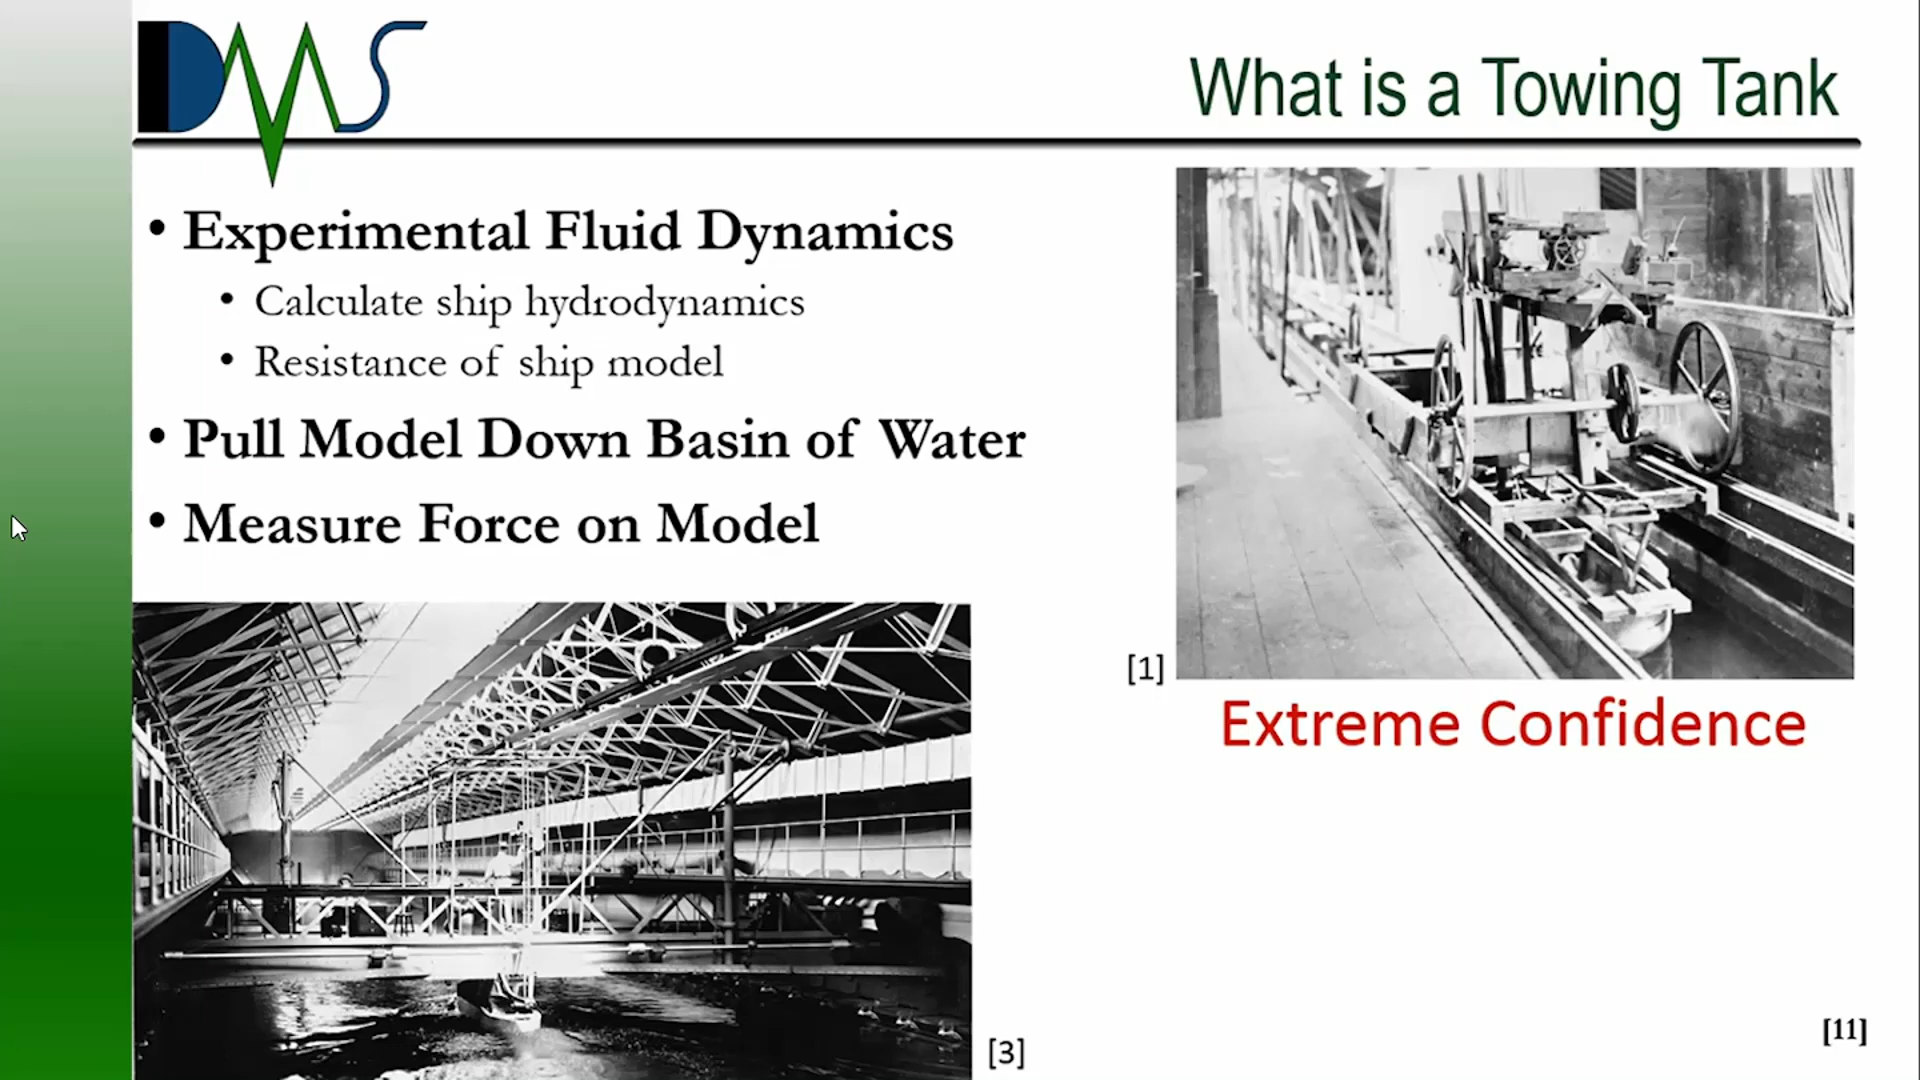 DMS
What is a Towing Tank
• Experimental Fluid Dynamics
• Calculate ship hydrodynamics
• Resistance of ship model
• Pull Model Down Basin of Water
• Measure Force on Model
[1]
Extreme Confidence
[3]
[11]